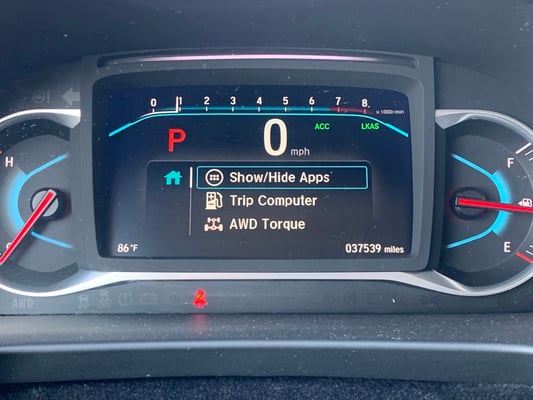 0 1 2 3 4 5 6 7 8 x 1000r/min
P 0 mph ACC LKAS
Show/Hide Apps
Trip Computer
AWD Torque
86°F 037539 miles
H F
C E
AWD